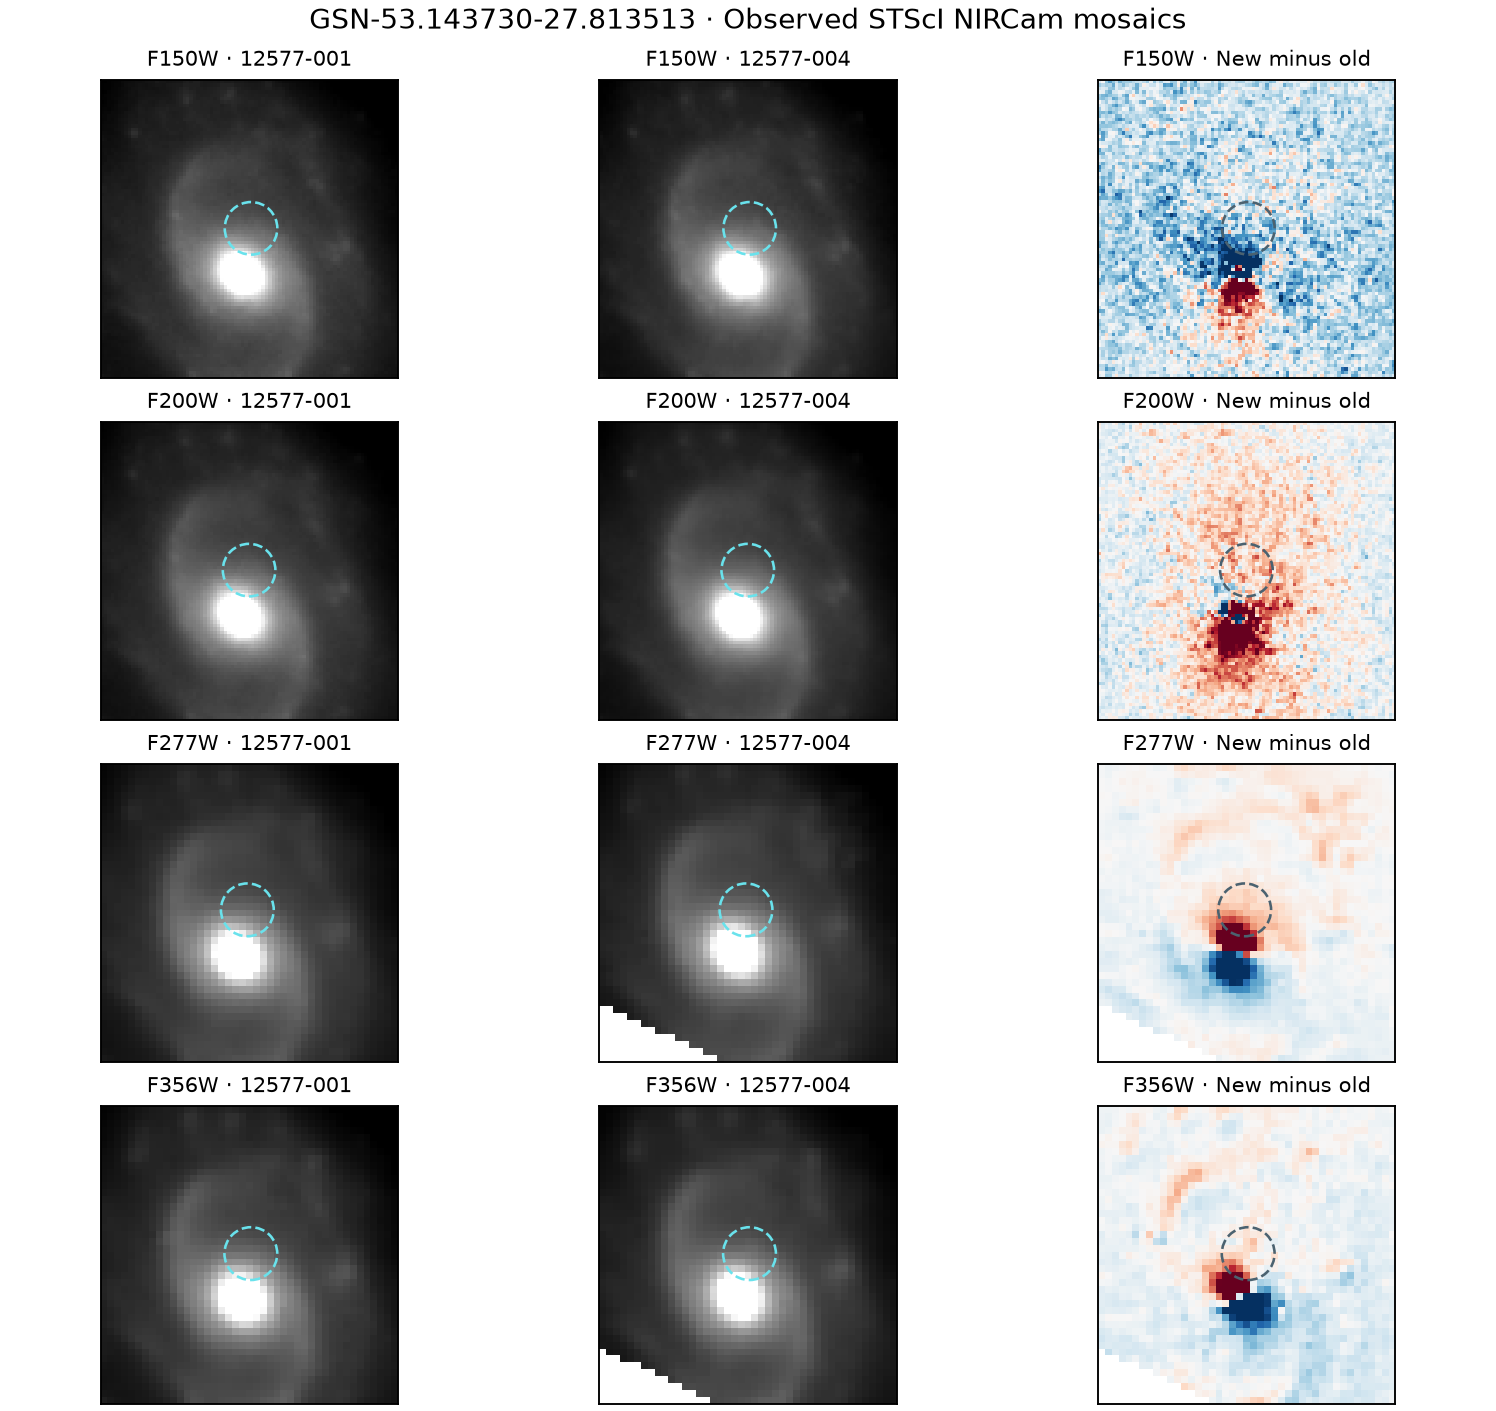 GSN-53.143730-27.813513 · Observed STScI NIRCam mosaics
F150W · 12577-001
F150W · 12577-004
F150W · New minus old
F200W · 12577-001
F200W · 12577-004
F200W · New minus old
F277W · 12577-001
F277W · 12577-004
F277W · New minus old
F356W · 12577-001
F356W · 12577-004
F356W · New minus old